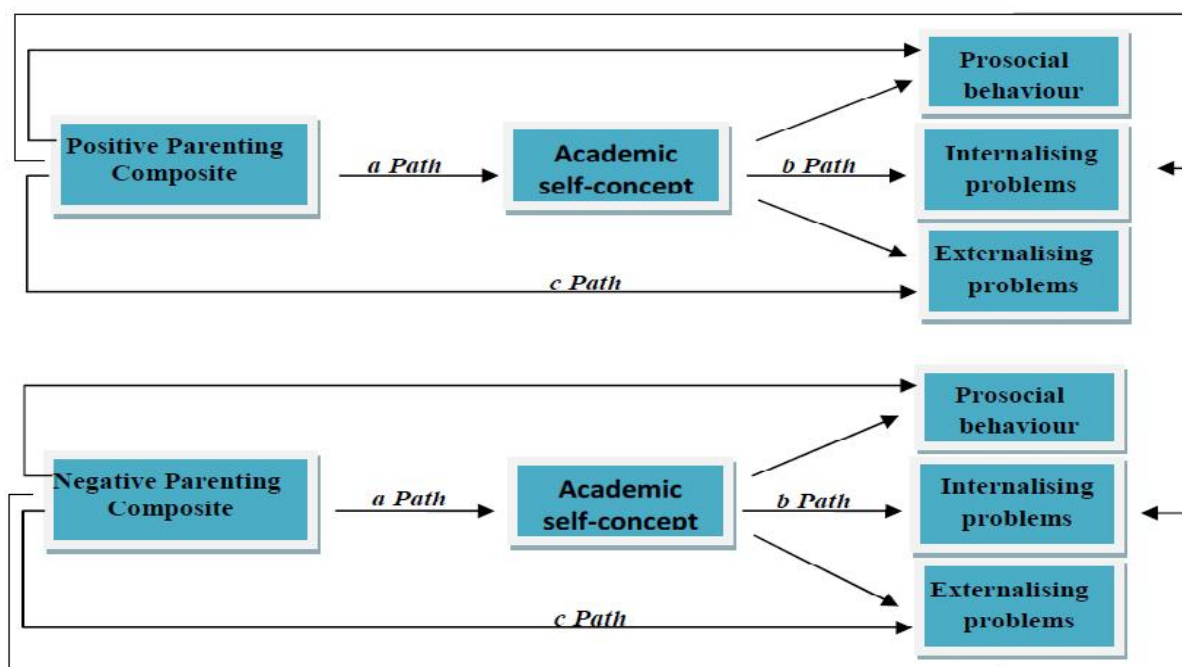 Prosocial
behaviour
Positive Parenting
Composite
a Path
Academic
self-concept
b Path
Internalising
problems
Externalising
problems
c Path
Prosocial
behaviour
Negative Parenting
Composite
a Path
Academic
self-concept
b Path
Internalising
problems
Externalising
problems
c Path